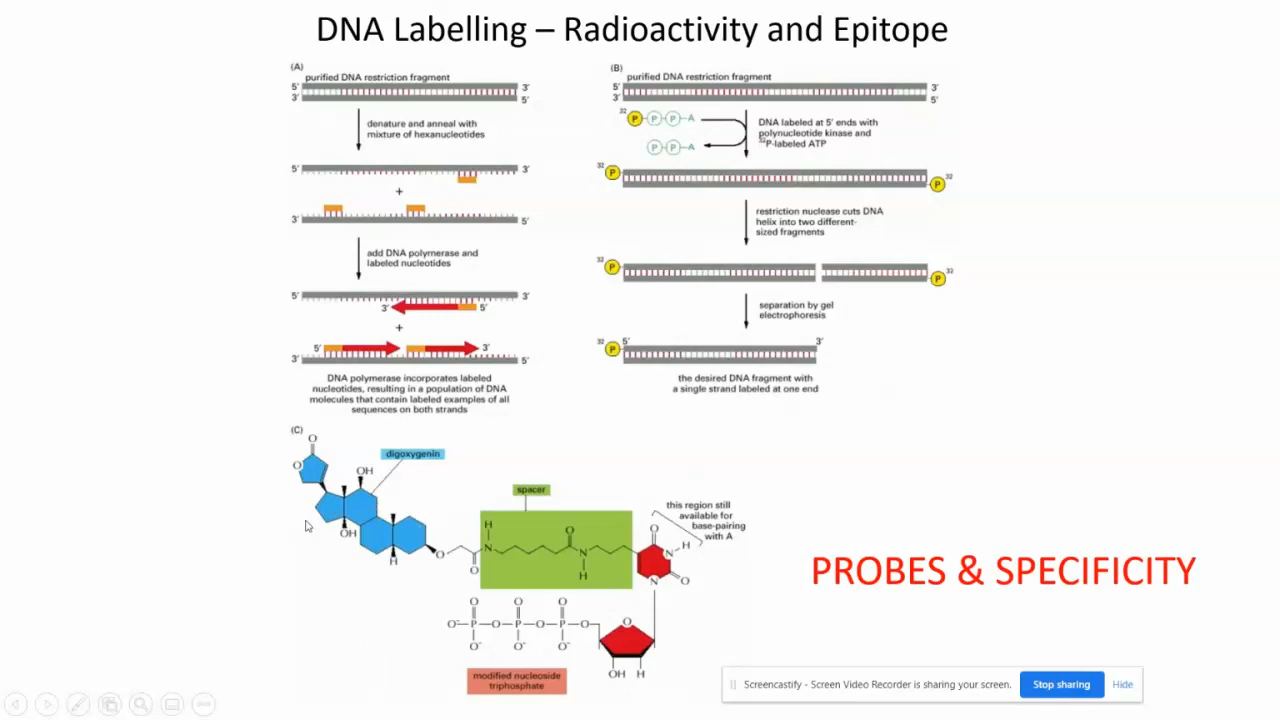 DNA Labelling – Radioactivity and Epitope
(A)
purified DNA restriction fragment
5′ 3′
3′ 5′
denature and anneal with
mixture of hexanucleotides
5′ 3′
+
3′ 5′
add DNA polymerase and
labeled nucleotides
5′ 3′
3′ 5′
+
5′ 3′
3′ 5′
DNA polymerase incorporates labeled
nucleotides, resulting in a population of DNA
molecules that contain labeled examples of all
sequences on both strands
(B)
purified DNA restriction fragment
5′ 3′
3′ 5′
32
P P P A
P P A
DNA labeled at 5′ ends with
polynucleotide kinase and
32P-labeled ATP
32 P
P 32
restriction nuclease cuts DNA
helix into two different-
sized fragments
32 P
P 32
separation by gel
electrophoresis
32 P 5′ 3′
the desired DNA fragment with
a single strand labeled at one end
(C)
digoxygenin
spacer
this region still
available for
base-pairing
with A
O
O
OH
OH
H
O
O
H
N
O
N
H
O
N H
O
N
O O O
O⁻ P O P O P O
O⁻ O⁻ O⁻
O
OH H
modified nucleoside
triphosphate
PROBES & SPECIFICITY
Screencastify - Screen Video Recorder is sharing your screen. Stop sharing Hide